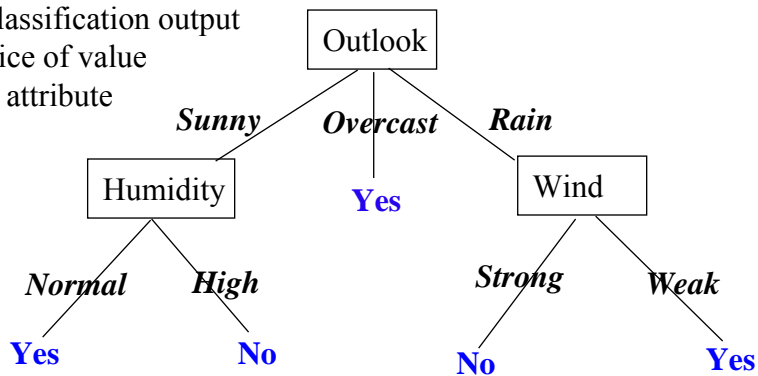 lassification output
ice of value
attribute
Outlook
Sunny Overcast Rain
Humidity Yes Wind
Normal High Strong Weak
Yes No No Yes